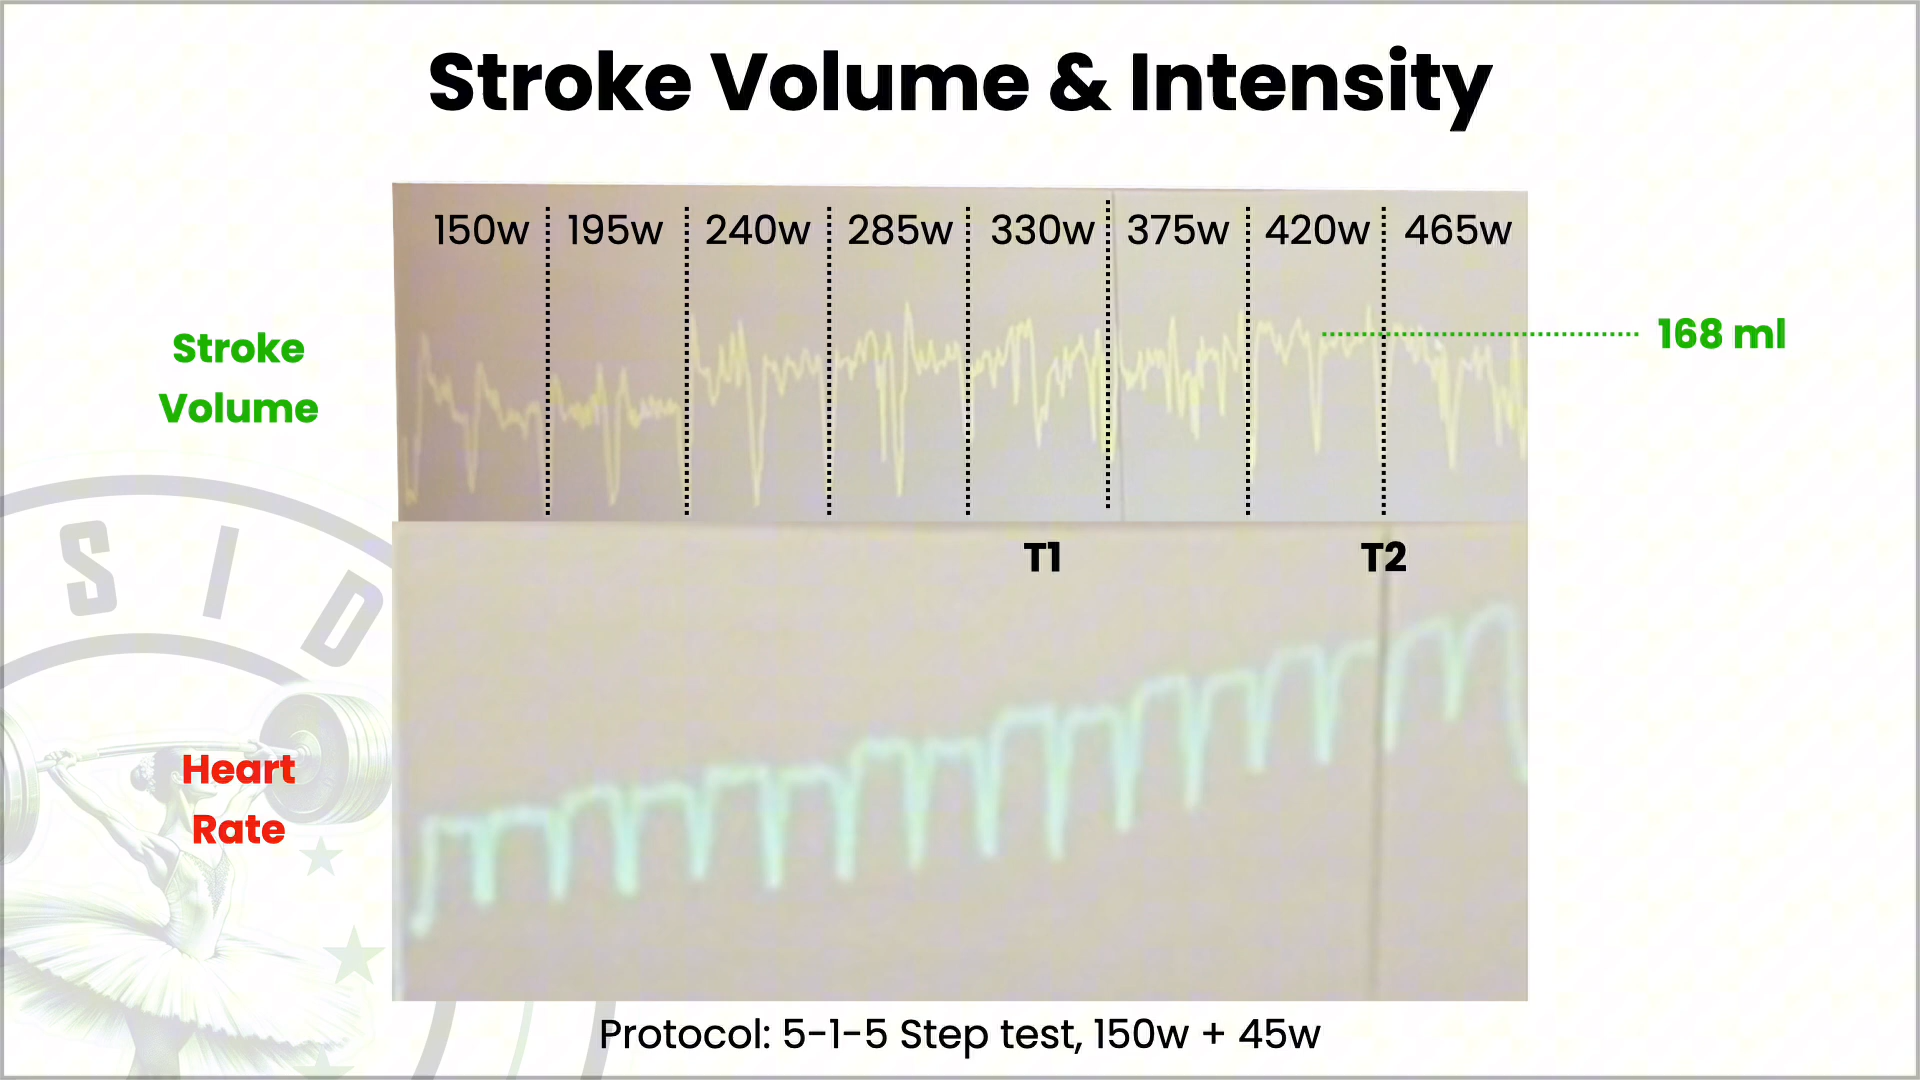 Stroke Volume & Intensity
150w 195w 240w 285w 330w 375w 420w 465w
Stroke
Volume
168 ml
T1 T2
Heart
Rate
Protocol: 5-1-5 Step test, 150w + 45w
S I D